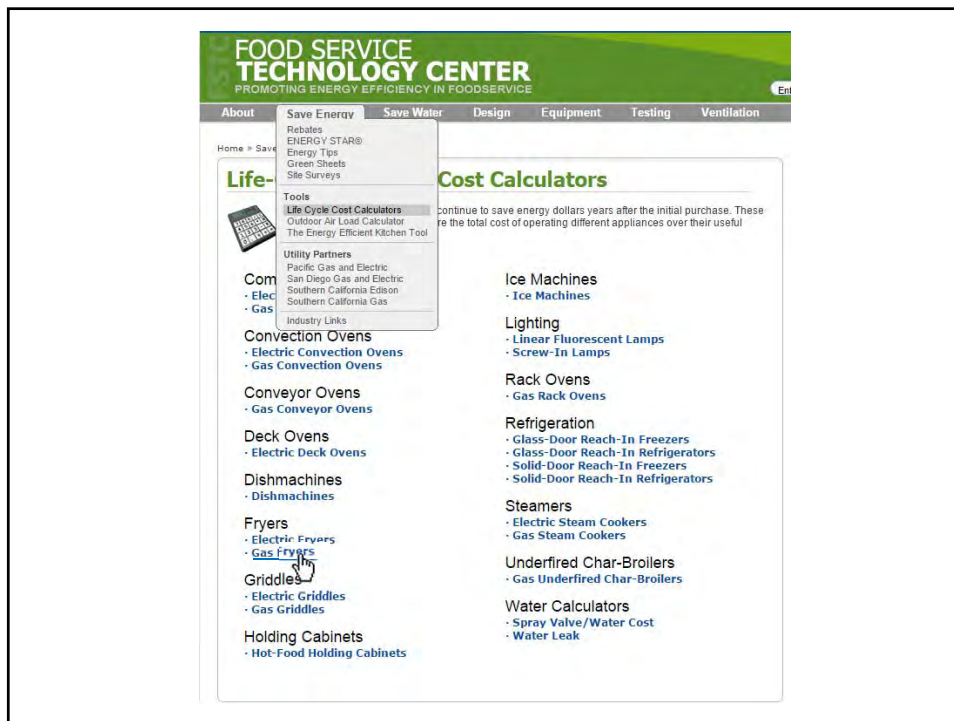 FSTC
FOOD SERVICE
TECHNOLOGY CENTER
PROMOTING ENERGY EFFICIENCY IN FOODSERVICE
Ent
About Save Energy Save Water Design Equipment Testing Ventilation
Rebates
ENERGY STAR®
Energy Tips
Green Sheets
Site Surveys
Tools
Life Cycle Cost Calculators
Outdoor Air Load Calculator
The Energy Efficient Kitchen Tool
Utility Partners
Pacific Gas and Electric
San Diego Gas and Electric
Southern California Edison
Southern California Gas
Industry Links
Home » Save
Life- Cost Calculators
continue to save energy dollars years after the initial purchase. These
re the total cost of operating different appliances over their useful
Com
· Elec
· Gas
Convection Ovens
· Electric Convection Ovens
· Gas Convection Ovens
Conveyor Ovens
· Gas Conveyor Ovens
Deck Ovens
· Electric Deck Ovens
Dishmachines
· Dishmachines
Fryers
· Electric Fryers
· Gas Fryers
Griddles
· Electric Griddles
· Gas Griddles
Holding Cabinets
· Hot-Food Holding Cabinets
Ice Machines
· Ice Machines
Lighting
· Linear Fluorescent Lamps
· Screw-In Lamps
Rack Ovens
· Gas Rack Ovens
Refrigeration
· Glass-Door Reach-In Freezers
· Glass-Door Reach-In Refrigerators
· Solid-Door Reach-In Freezers
· Solid-Door Reach-In Refrigerators
Steamers
· Electric Steam Cookers
· Gas Steam Cookers
Underfired Char-Broilers
· Gas Underfired Char-Broilers
Water Calculators
· Spray Valve/Water Cost
· Water Leak